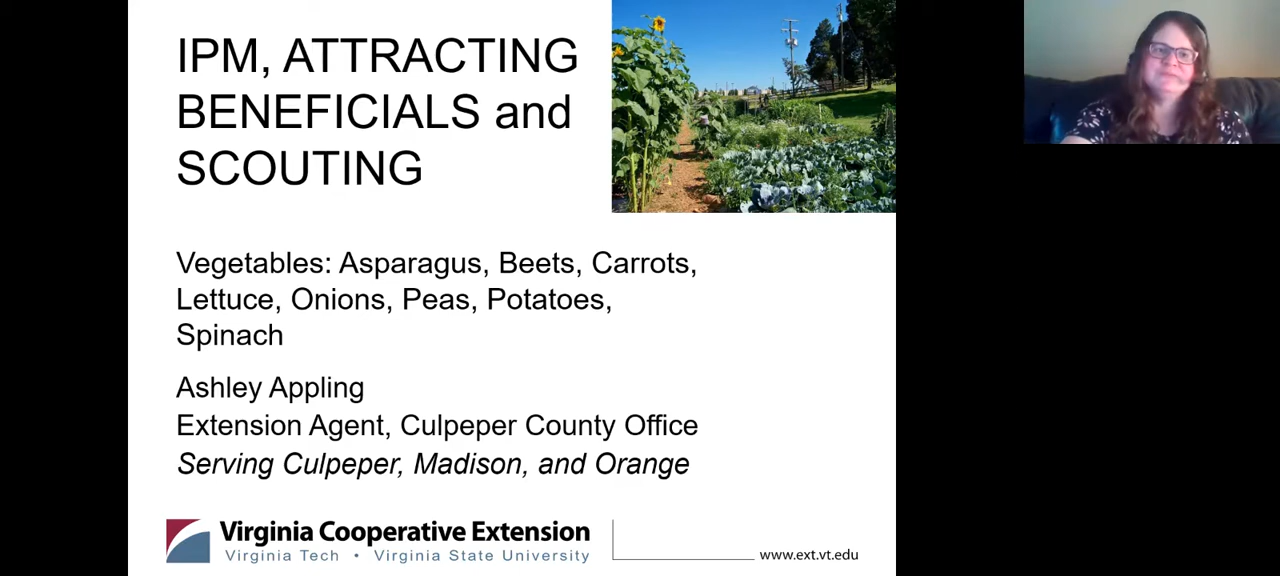 IPM, ATTRACTING
BENEFICIALS and
SCOUTING
Vegetables: Asparagus, Beets, Carrots,
Lettuce, Onions, Peas, Potatoes,
Spinach
Ashley Appling
Extension Agent, Culpeper County Office
Serving Culpeper, Madison, and Orange
Virginia Cooperative Extension
Virginia Tech • Virginia State University
www.ext.vt.edu